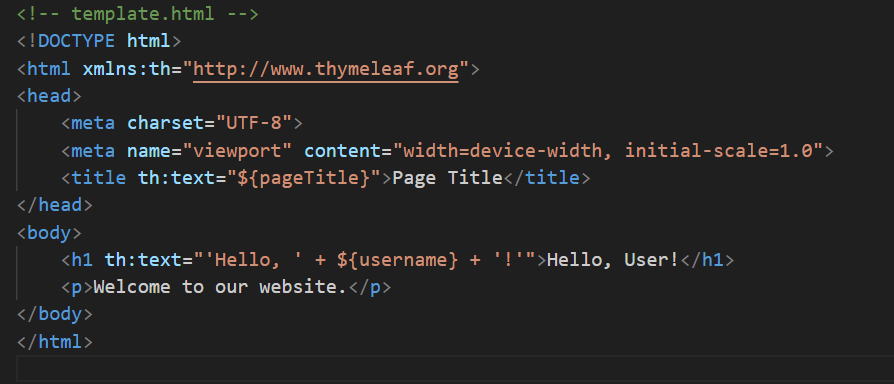 <!-- template.html -->
<!DOCTYPE html>
<html xmlns:th="http://www.thymeleaf.org">
<head>
    <meta charset="UTF-8">
    <meta name="viewport" content="width=device-width, initial-scale=1.0">
    <title th:text="${pageTitle}">Page Title</title>
</head>
<body>
    <h1 th:text="'Hello, ' + ${username} + '!'">Hello, User!</h1>
    <p>Welcome to our website.</p>
</body>
</html>